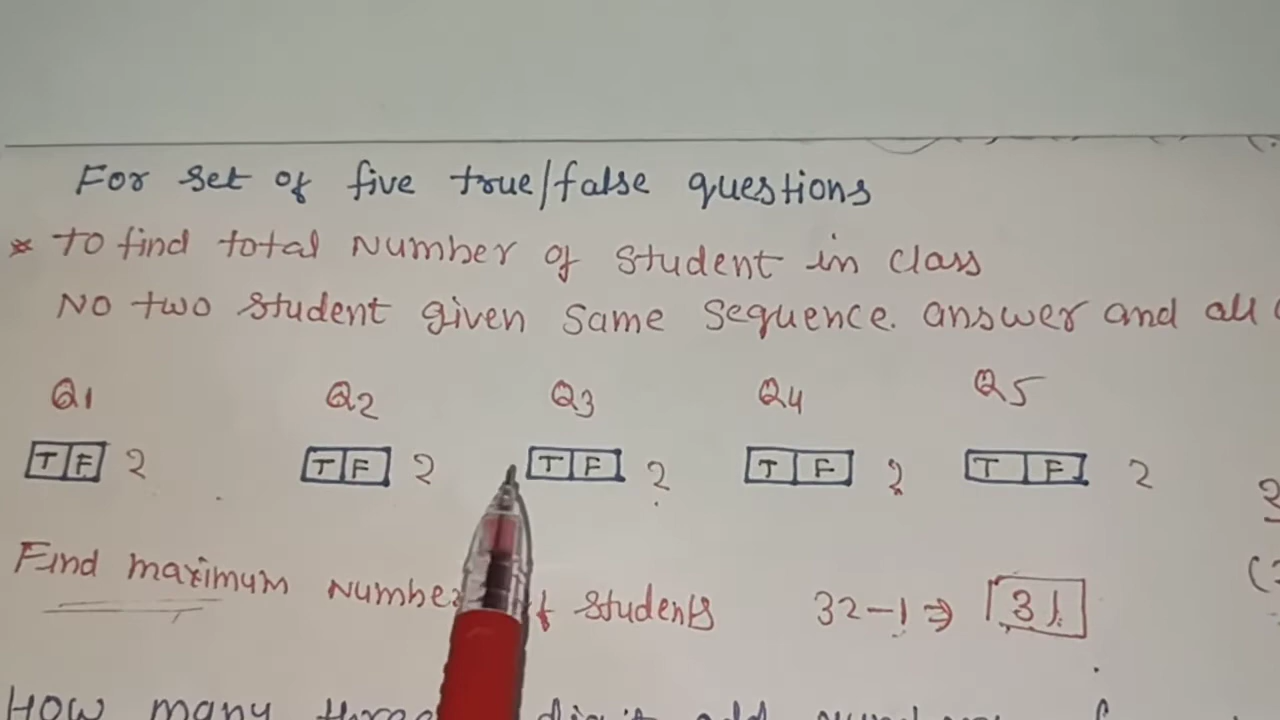 For set of five true/false questions
* To find total Number of student in class
No two student given same sequence. answer and all
Q1 Q2 Q3 Q4 Q5
T F 2 T F 2 T F 2 T F 2 T F 2
Find maximum Number students 32-1 ⇒ 31
How many